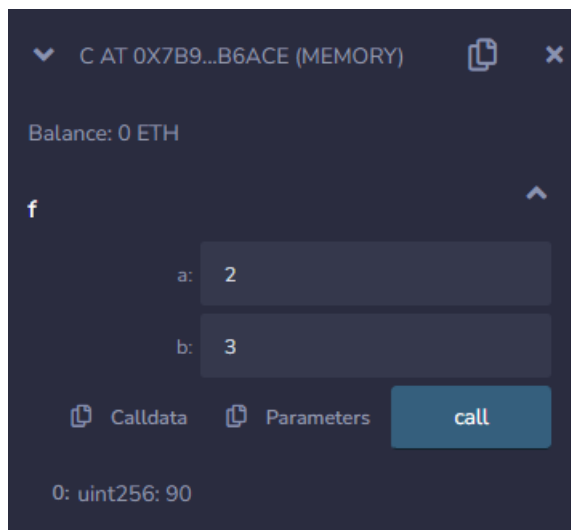 C AT 0X7B9...B6ACE (MEMORY)
Balance: 0 ETH
f
a: 2
b: 3
Calldata Parameters call
0: uint256: 90